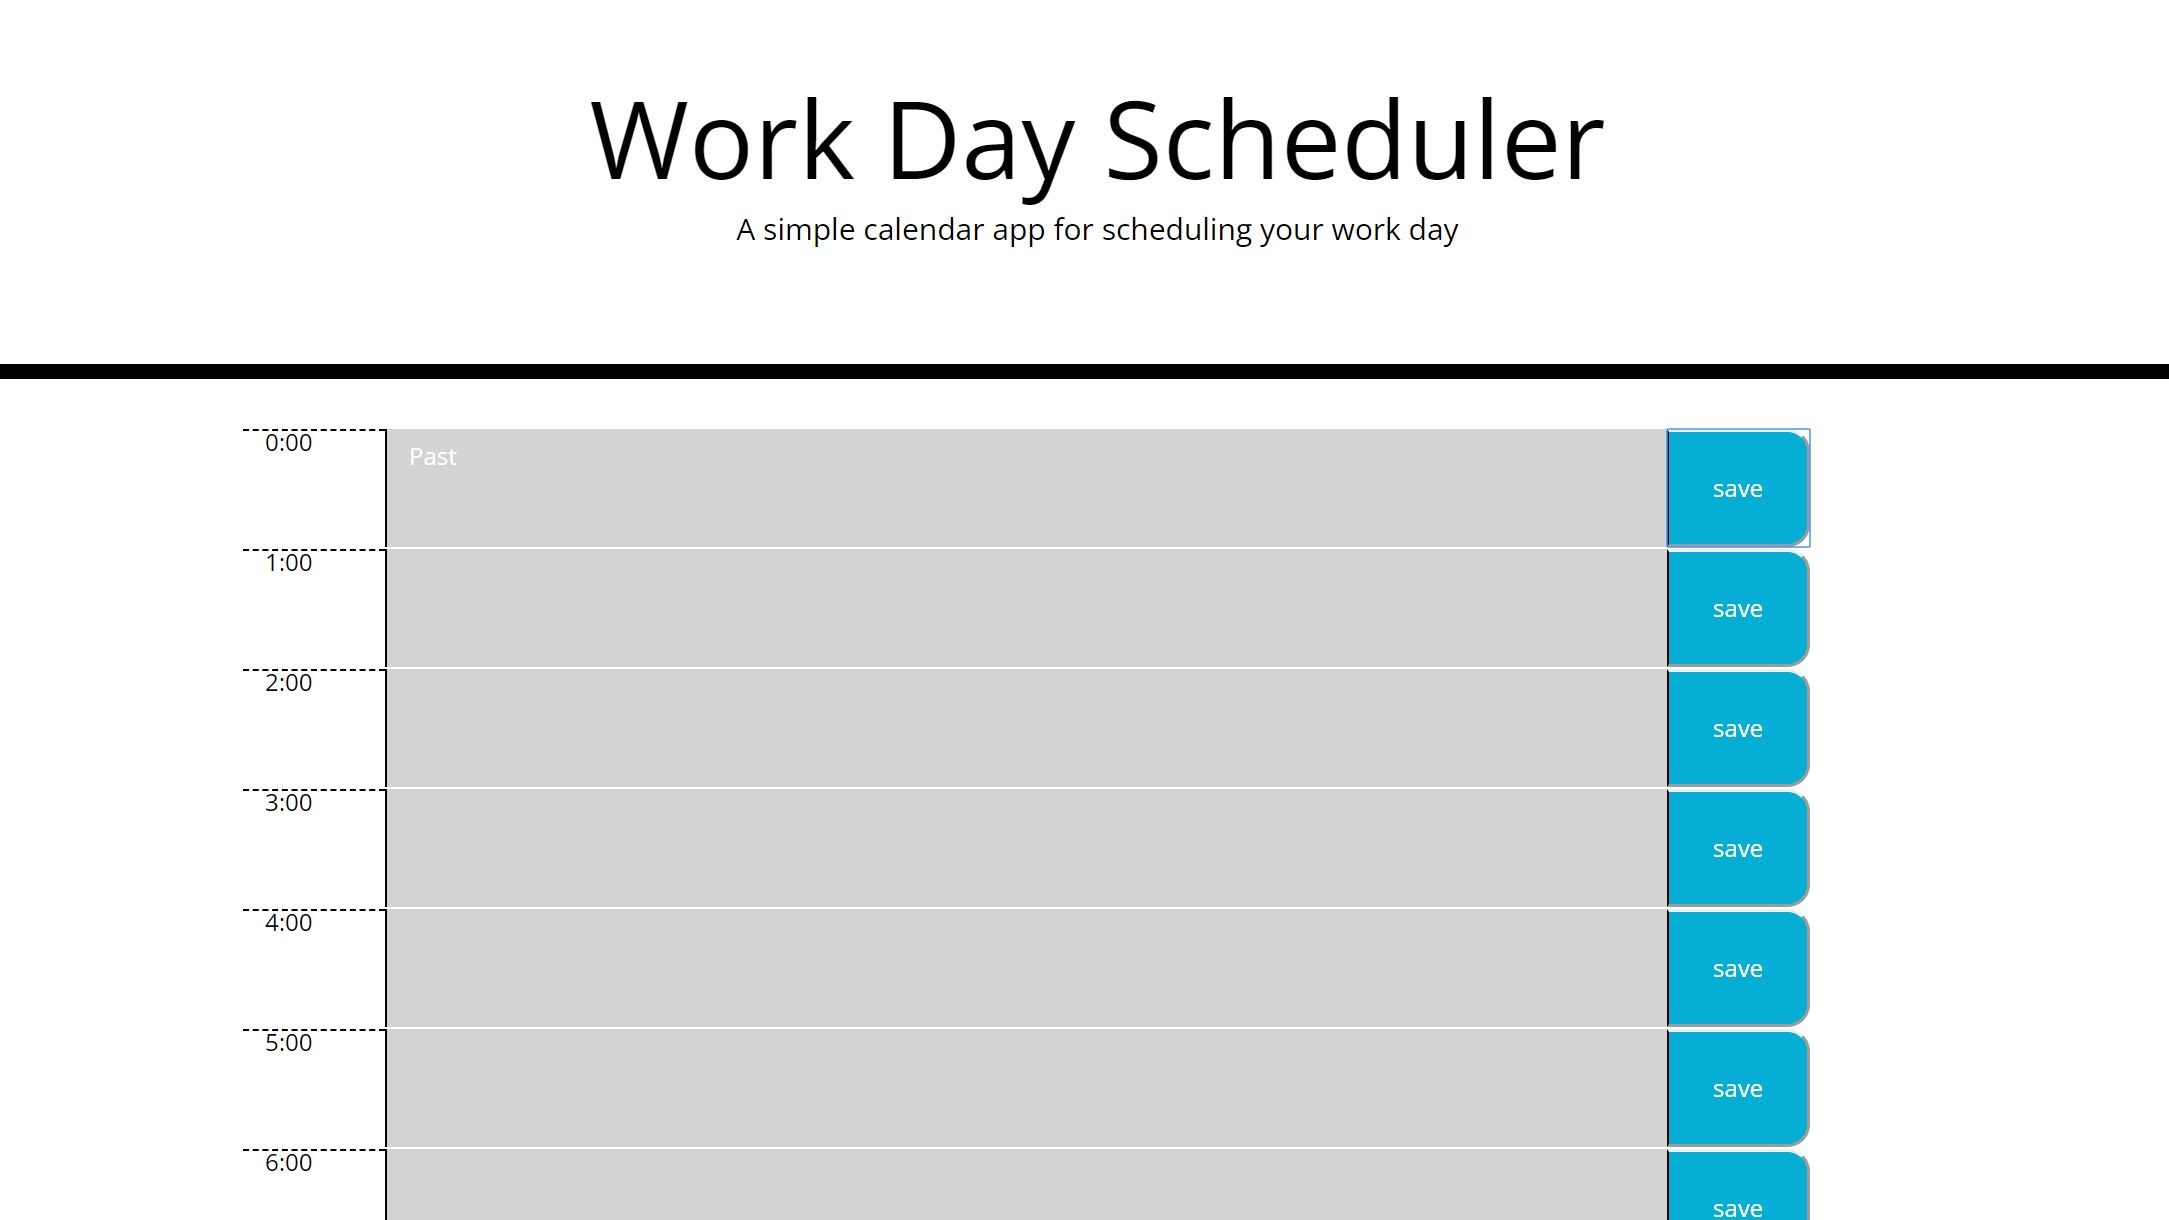 Work Day Scheduler
A simple calendar app for scheduling your work day
0:00
Past
save
1:00
save
2:00
save
3:00
save
4:00
save
5:00
save
6:00
save